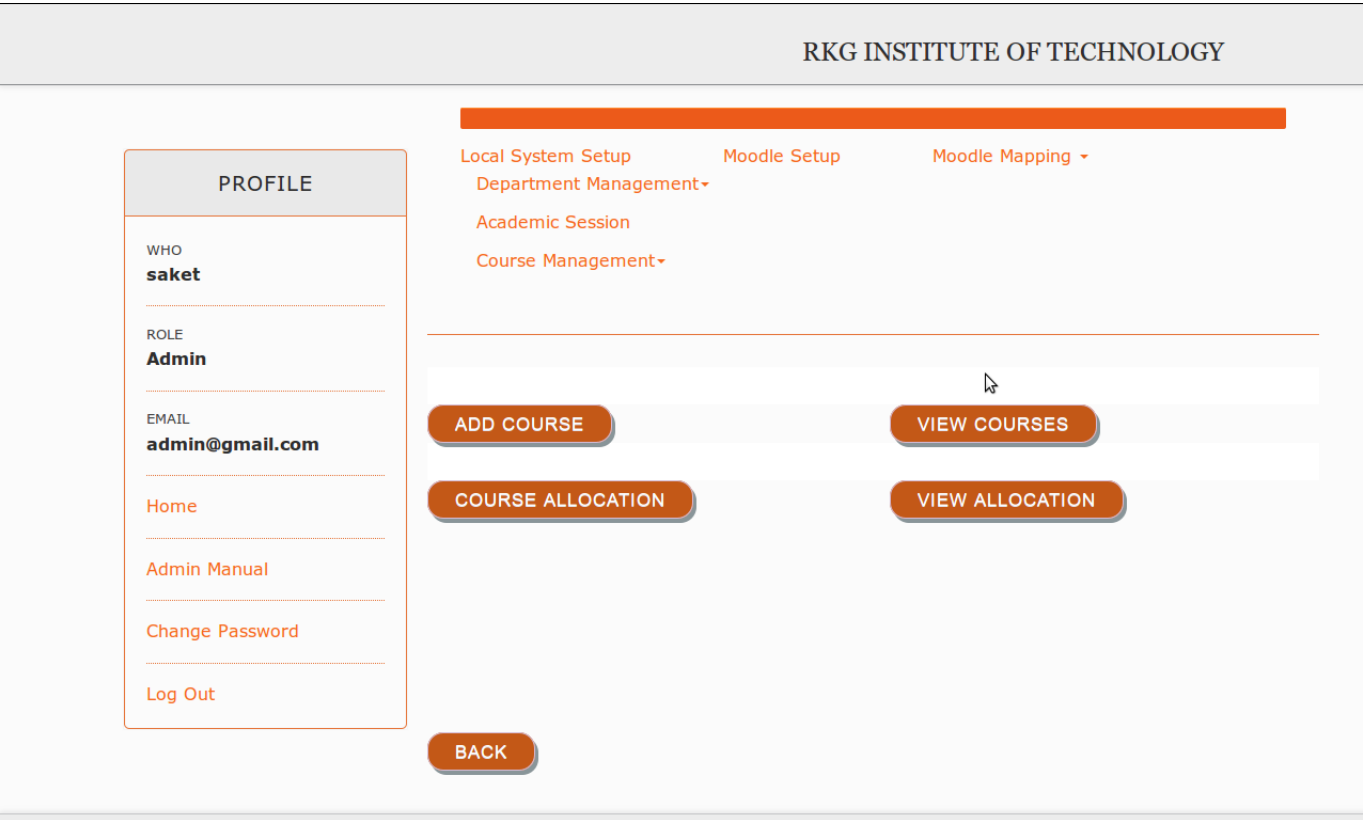 RKG INSTITUTE OF TECHNOLOGY
PROFILE
WHO
saket
ROLE
Admin
EMAIL
admin@gmail.com
Home
Admin Manual
Change Password
Log Out
Local System Setup Moodle Setup Moodle Mapping
Department Management
Academic Session
Course Management
ADD COURSE VIEW COURSES
COURSE ALLOCATION VIEW ALLOCATION
BACK